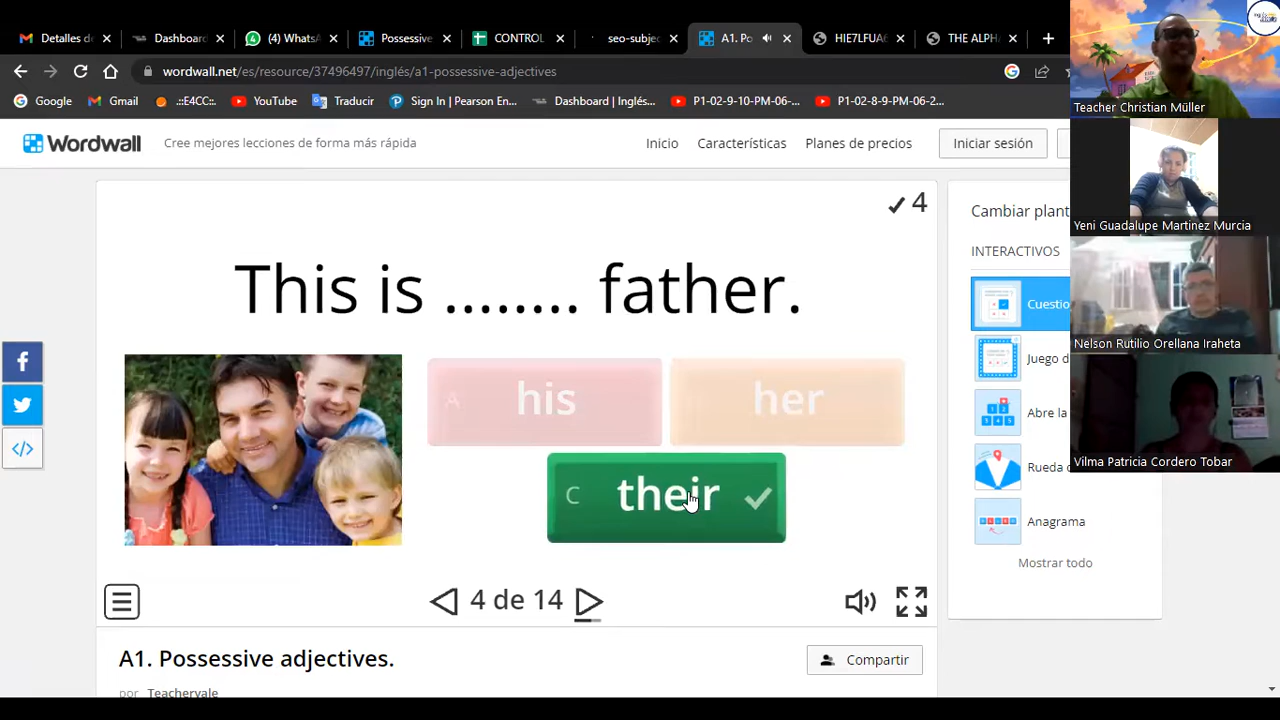 Detalles de
Dashboard
(4) WhatsA
Possessive
CONTROL
seo-subjec
A1. Po
HIE7LFUA6
THE ALPHA
wordwall.net/es/resource/37496497/inglés/a1-possessive-adjectives
Google
Gmail
.::E4CC::.
YouTube
Traducir
Sign In | Pearson En...
Dashboard | Inglés...
P1-02-9-10-PM-06-...
P1-02-8-9-PM-06-2...
Wordwall
Cree mejores lecciones de forma más rápida
Inicio
Características
Planes de precios
Iniciar sesión
4
This is ........ father.
A his
her
C their
4 de 14
A1. Possessive adjectives.
Compartir
por Teachervale
Cambiar plant
INTERACTIVOS
Cuestio
Juego d
Abre la
Rueda
Anagrama
Mostrar todo
Teacher Christian Müller
Yeni Guadalupe Martinez Murcia
Nelson Rutilio Orellana Iraheta
Vilma Patricia Cordero Tobar